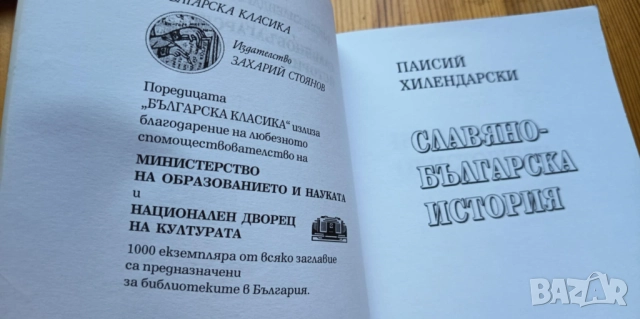 БЪЛГАРСКА КЛАСИКА
Издателство
ЗАХАРИЙ СТОЯНОВ
Поредицата
„БЪЛГАРСКА КЛАСИКА“ излиза
благодарение на любезното
спомоществователство на
МИНИСТЕРСТВО
НА ОБРАЗОВАНИЕТО И НАУКАТА
и
НАЦИОНАЛЕН ДВОРЕЦ
НА КУЛТУРАТА
1000 екземпляра от всяко заглавие
са предназначени
за библиотеките в България.
ПАИСИЙ
ХИЛЕНДАРСКИ
СЛАВЯНО-
БЪЛГАРСКА
ИСТОРИЯ
BAZAR